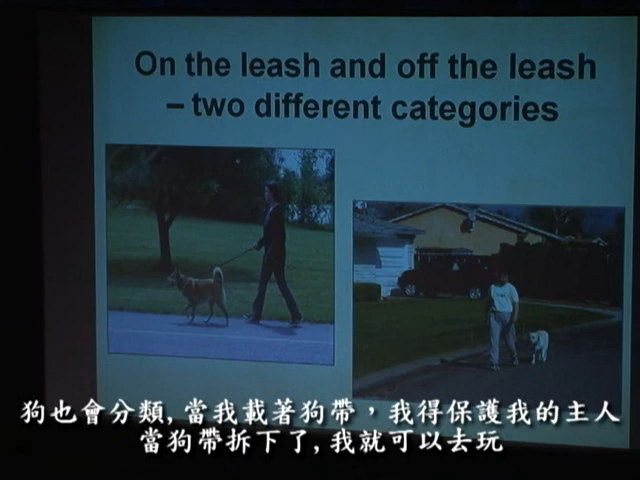 On the leash and off the leash
– two different categories
狗也會分類, 當我載著狗帶，我得保護我的主人
當狗帶拆下了, 我就可以去玩